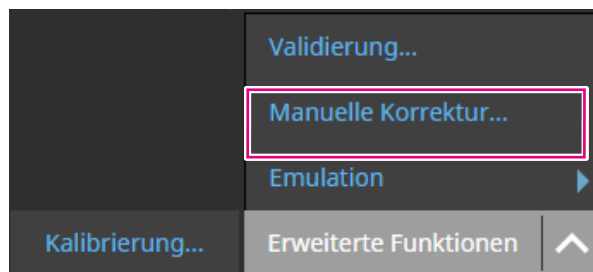 Validierung...
Manuelle Korrektur...
Emulation
Kalibrierung... Erweiterte Funktionen